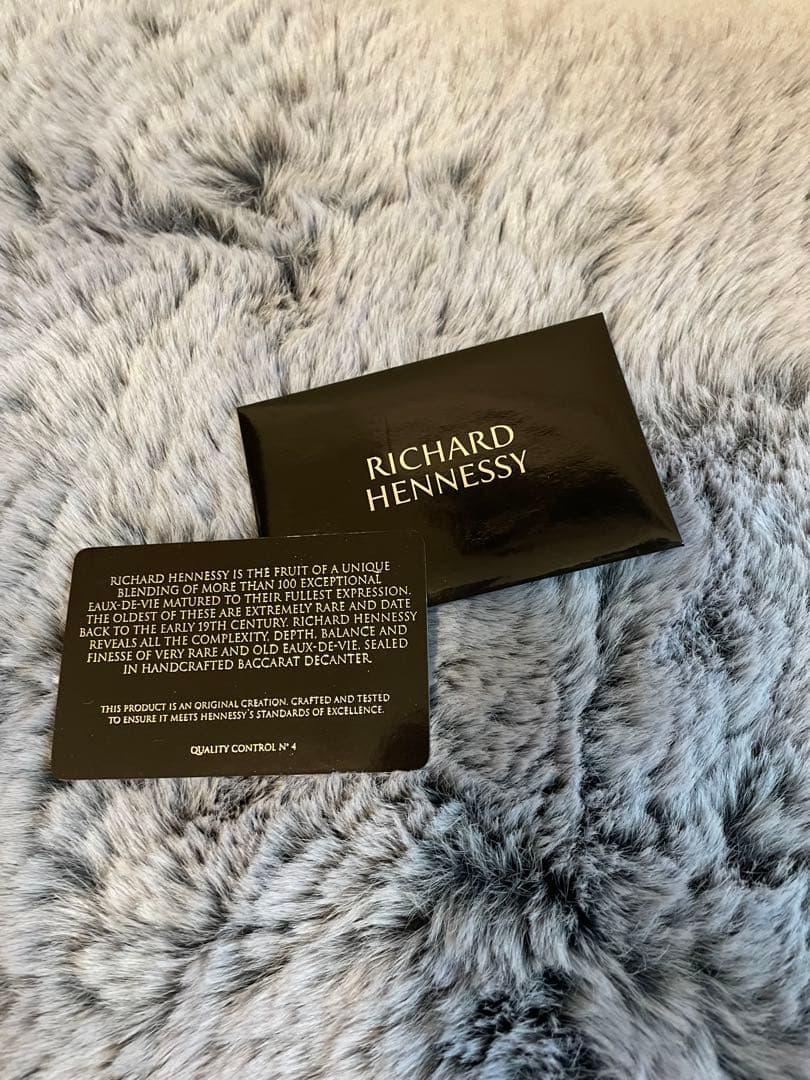 RICHARD
HENNESSY
RICHARD HENNESSY IS THE FRUIT OF A UNIQUE
BLENDING OF MORE THAN 100 EXCEPTIONAL
EAUX-DE-VIE MATURED TO THEIR FULLEST EXPRESSION.
THE OLDEST OF THESE ARE EXTREMELY RARE AND DATE
BACK TO THE EARLY 19TH CENTURY. RICHARD HENNESSY
REVEALS ALL THE COMPLEXITY, DEPTH, BALANCE AND
FINESSE OF VERY RARE AND OLD EAUX-DE-VIE, SEALED
IN HANDCRAFTED BACCARAT DECANTER
THIS PRODUCT IS AN ORIGINAL CREATION. CRAFTED AND TESTED
TO ENSURE IT MEETS HENNESSY'S STANDARDS OF EXCELLENCE.
QUALITY CONTROL N° 4